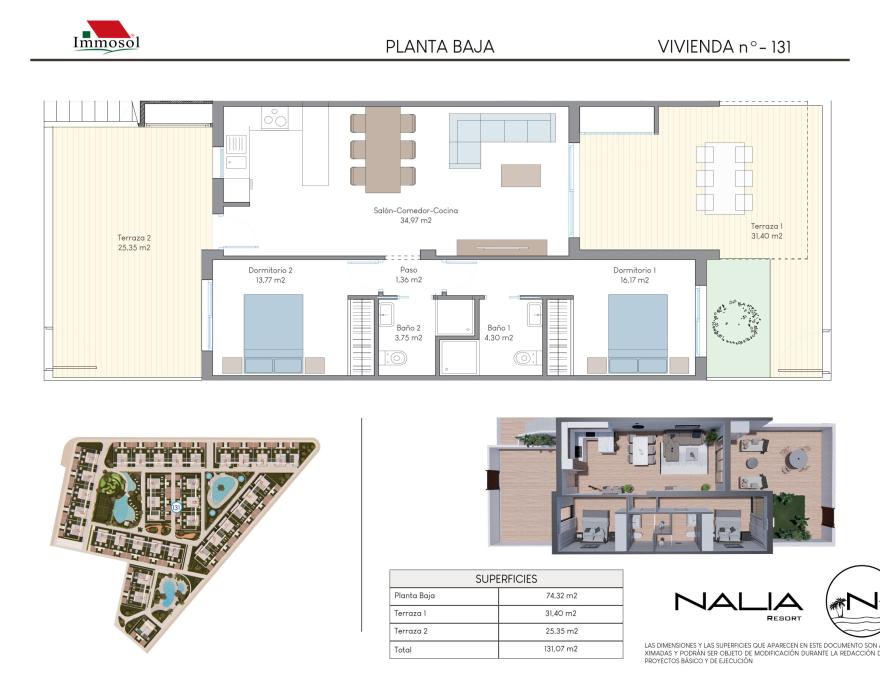 Immosol
PLANTA BAJA
VIVIENDA nº- 131
Salón-Comedor-Cocina
34,97 m2
Terraza 1
31,40 m2
Terraza 2
25,35 m2
Dormitorio 2
13,77 m2
Paso
1,36 m2
Dormitorio 1
16,17 m2
Baño 2
3,75 m2
Baño 1
4,30 m2
131
SUPERFICIES
Planta Baja 74,32 m2
Terraza 1 31,40 m2
Terraza 2 25,35 m2
Total 131,07 m2
NALIA
RESORT
N
LAS DIMENSIONES Y LAS SUPERFICIES QUE APARECEN EN ESTE DOCUMENTO SON
XIMADAS Y PODRÁN SER OBJETO DE MODIFICACIÓN DURANTE LA REDACCIÓN
PROYECTOS BÁSICO Y DE EJECUCIÓN